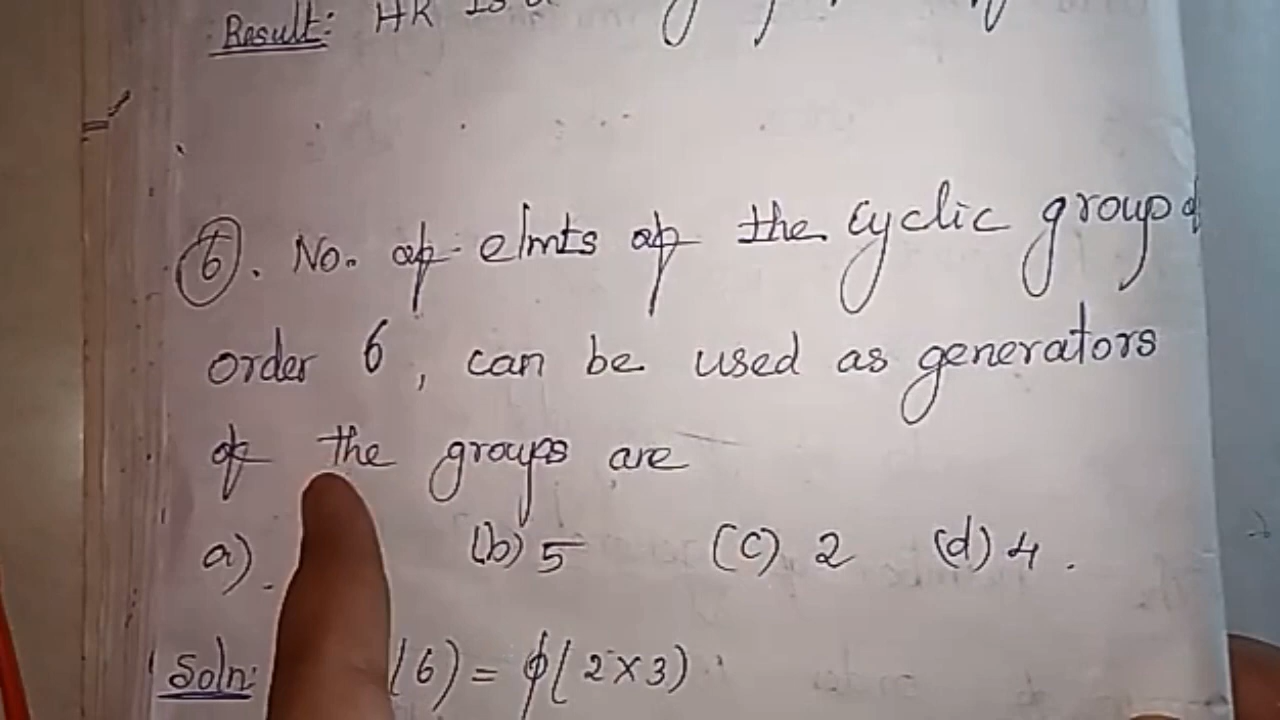 Result: HK is a
6. No. of elmts of the cyclic group of
order 6, can be used as generators
of the groups are
a). (b) 5 (c) 2 (d) 4.
Soln: (6) = ϕ(2×3)